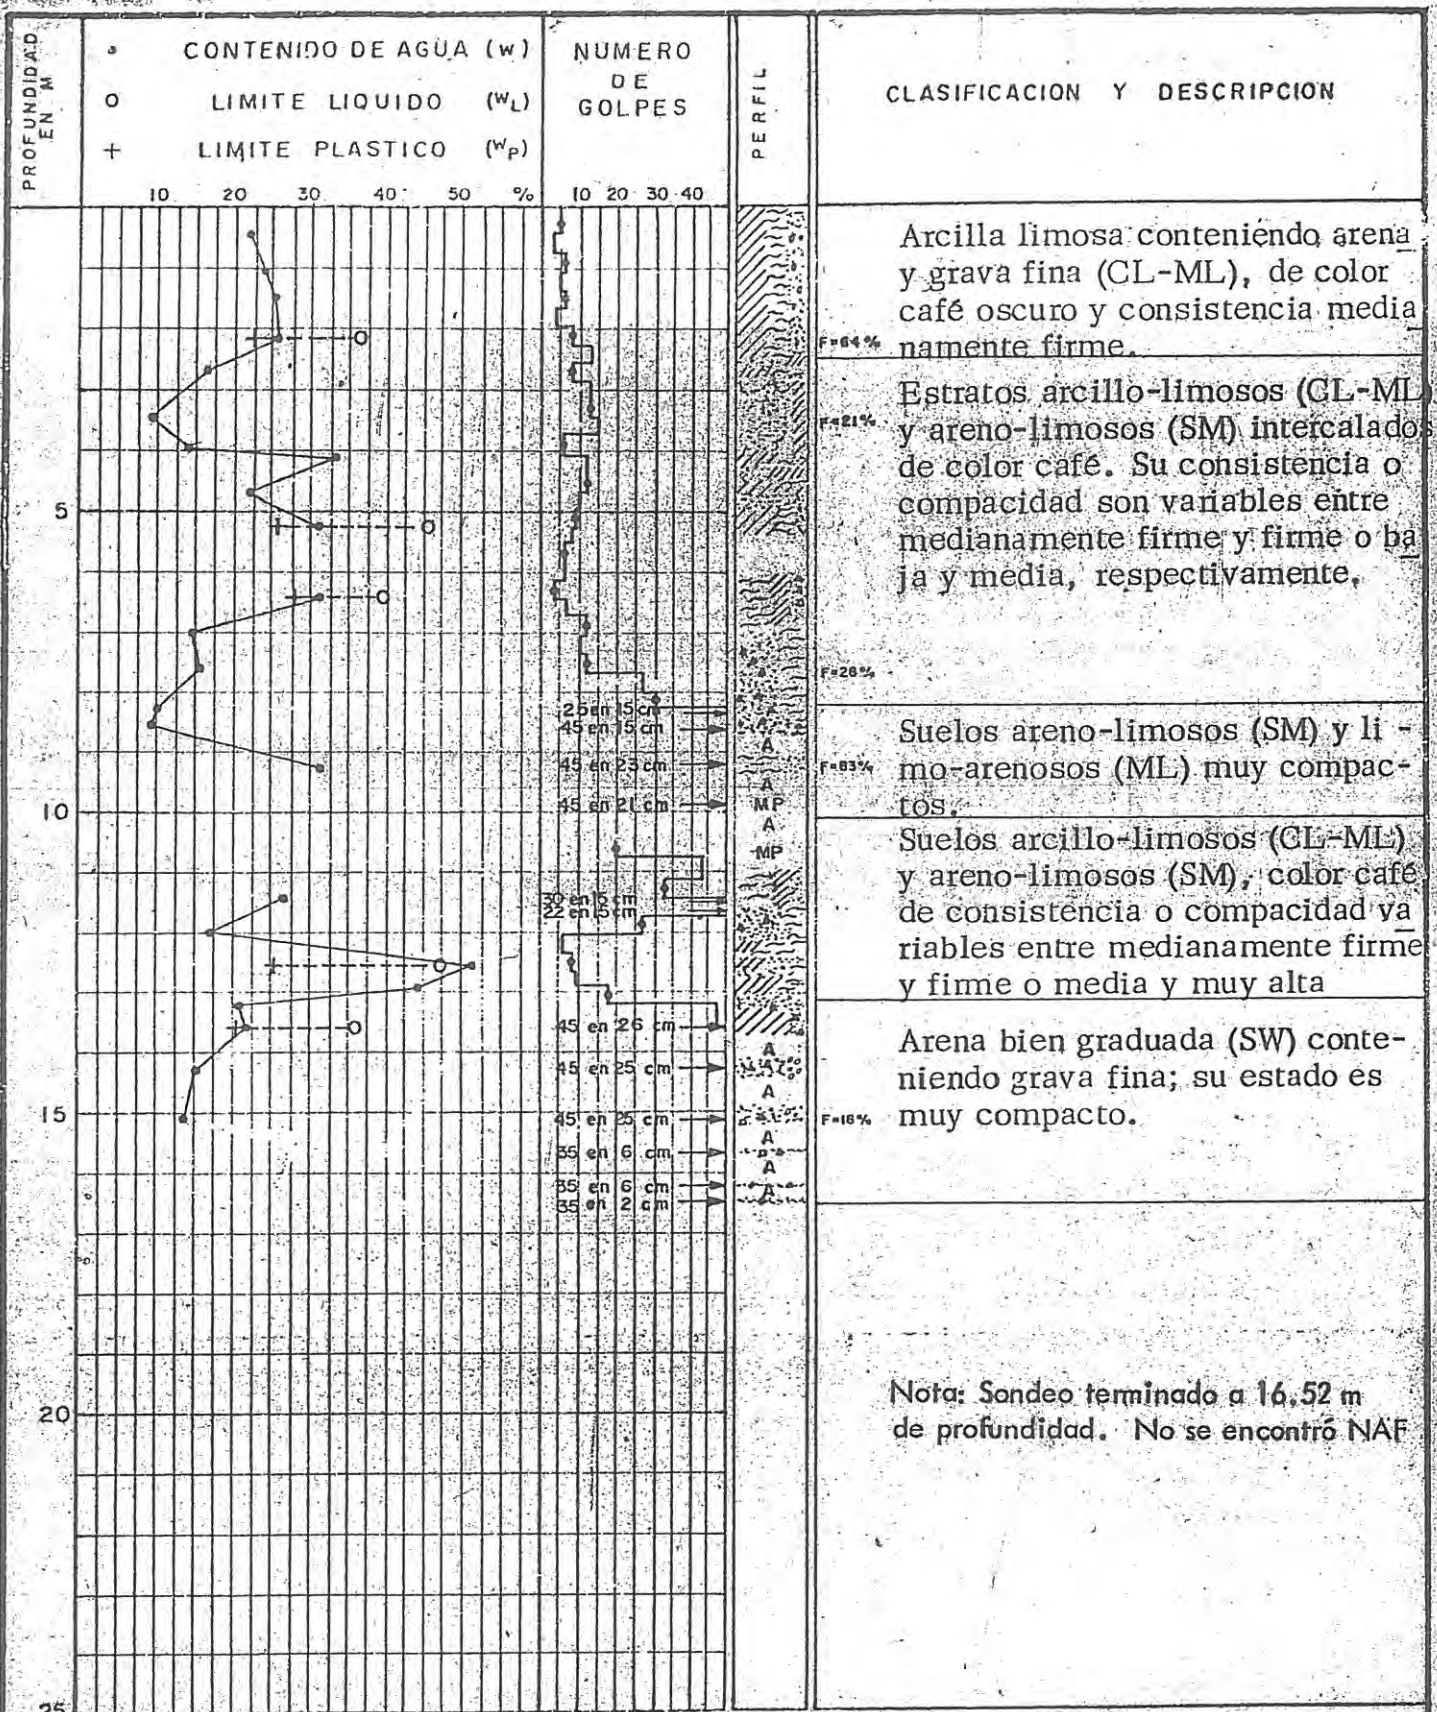 PROFUNDIDAD
EN M
CONTENIDO DE AGUA (w)
O LIMITE LIQUIDO (WL)
+ LIMITE PLASTICO (WP)
10 20 30 40 50 %
NUMERO
DE
GOLPES
10 20 30 40
PERFIL
CLASIFICACION Y DESCRIPCION
Arcilla limosa conteniendo arena
y grava fina (CL-ML), de color
café oscuro y consistencia media
namente firme.
F=64%
Estratos arcillo-limosos (CL-ML
y areno-limosos (SM) intercalados
de color café. Su consistencia o
compacidad son variables entre
medianamente firme y firme o ba
ja y media, respectivamente.
F=21%
5
F=26%
25 en 15 cm
45 en 15 cm
45 en 23 cm
45 en 21 cm
A
A
A
A
MP
A
MP
Suelos areno-limosos (SM) y li -
mo-arenosos (ML) muy compac-
tos.
F=63%
10
Suelos arcillo-limosos (CL-ML)
y areno-limosos (SM), color café
de consistencia o compacidad va
riables entre medianamente firme
y firme o media y muy alta
30 en 15 cm
22 en 15 cm
45 en 26 cm
45 en 25 cm
45 en 25 cm
35 en 6 cm
35 en 6 cm
35 en 2 cm
A
A
A
A
A
Arena bien graduada (SW) conte-
niendo grava fina; su estado es
muy compacto.
F=18%
15
Nota: Sondeo terminado a 16.52 m
de profundidad. No se encontró NAF
20
25